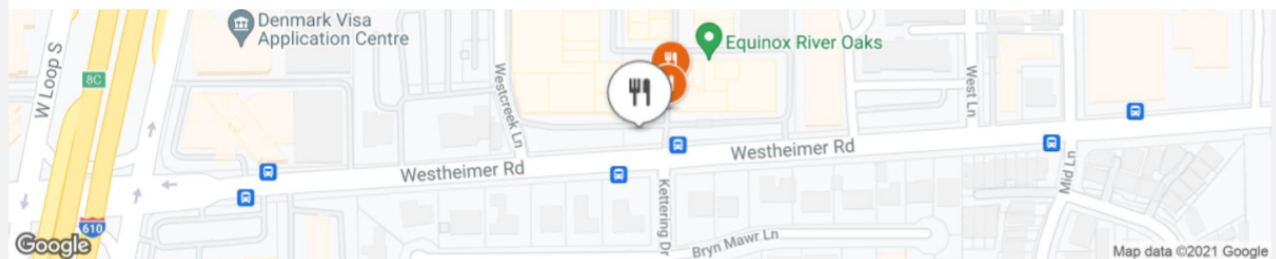 Denmark Visa
Application Centre
Equinox River Oaks
W Loop S
8C
Westcreek Ln
West Ln
Westheimer Rd
Westheimer Rd
Mid Ln
Kettering Dr
Bryn Mawr Ln
610
Google
Map data ©2021 Google